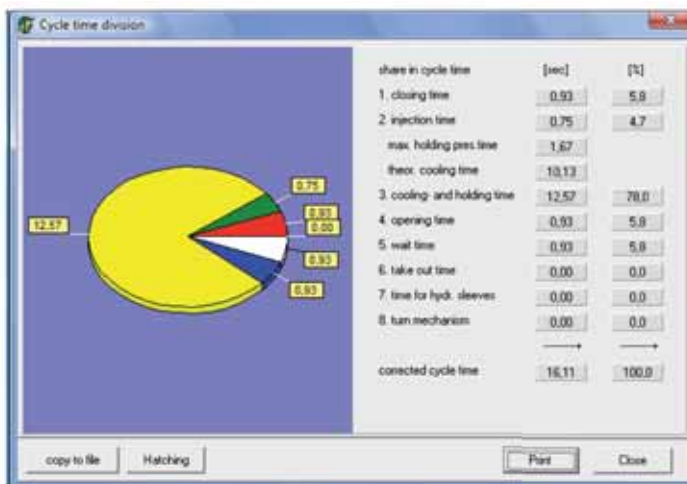 Cycle time division
share in cycle time [sec] [%]
1. closing time 0,93 5,8
2. injection time 0,75 4,7
max. holding pres.time 1,67
theor. cooling time 10,13
3. cooling- and holding time 12,57 78,0
4. opening time 0,93 5,8
5. wait time 0,93 5,8
6. take out time 0,00 0,0
7. time for hydr. sleeves 0,00 0,0
8. turn mechanism 0,00 0,0
corrected cycle time 16,11 100,0
0,75
0,93
0,00
12,57
0,93
0,93
copy to file Hatching Print Close